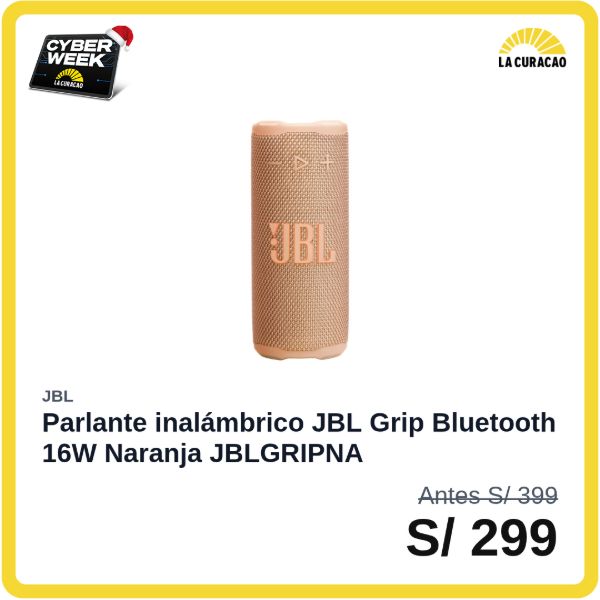 CYBER
WEEK
LA CURACAO
LA CURACAO
JBL
JBL
Parlante inalámbrico JBL Grip Bluetooth
16W Naranja JBLGRIPNA
Antes S/ 399
S/ 299